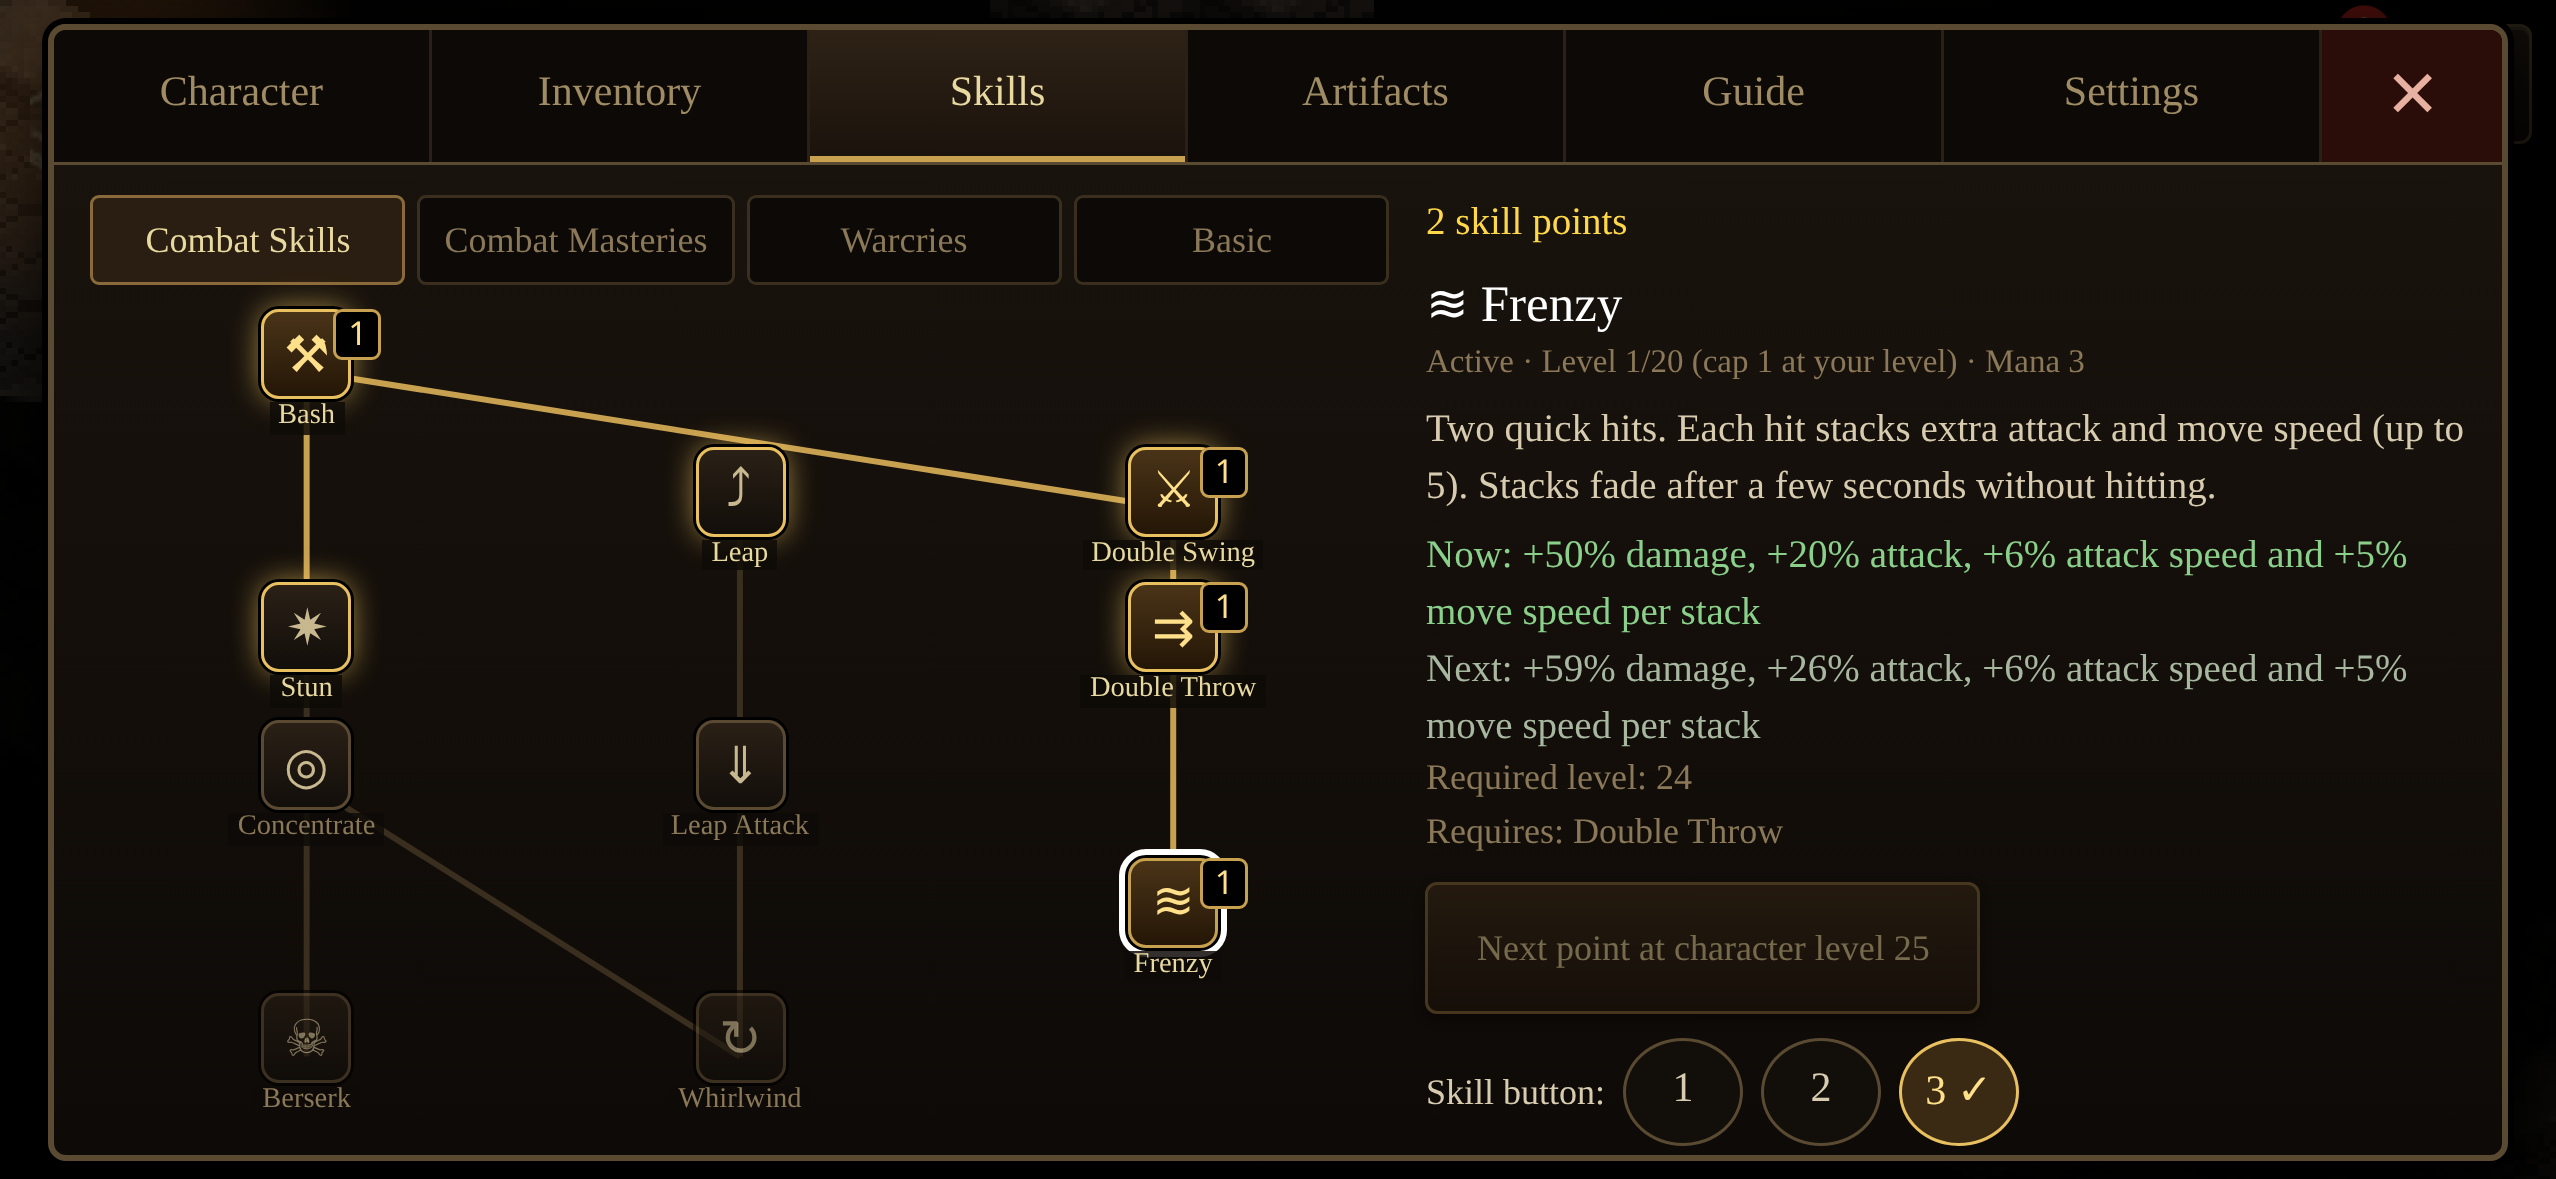 Character
Inventory
Skills
Artifacts
Guide
Settings
✕
Combat Skills
Combat Masteries
Warcries
Basic
1
Bash
Leap
1
Double Swing
Stun
1
Double Throw
Concentrate
Leap Attack
1
Frenzy
Berserk
Whirlwind
2 skill points
≋ Frenzy
Active · Level 1/20 (cap 1 at your level) · Mana 3
Two quick hits. Each hit stacks extra attack and move speed (up to
5). Stacks fade after a few seconds without hitting.
Now: +50% damage, +20% attack, +6% attack speed and +5%
move speed per stack
Next: +59% damage, +26% attack, +6% attack speed and +5%
move speed per stack
Required level: 24
Requires: Double Throw
Next point at character level 25
Skill button: 1 2 3 ✓